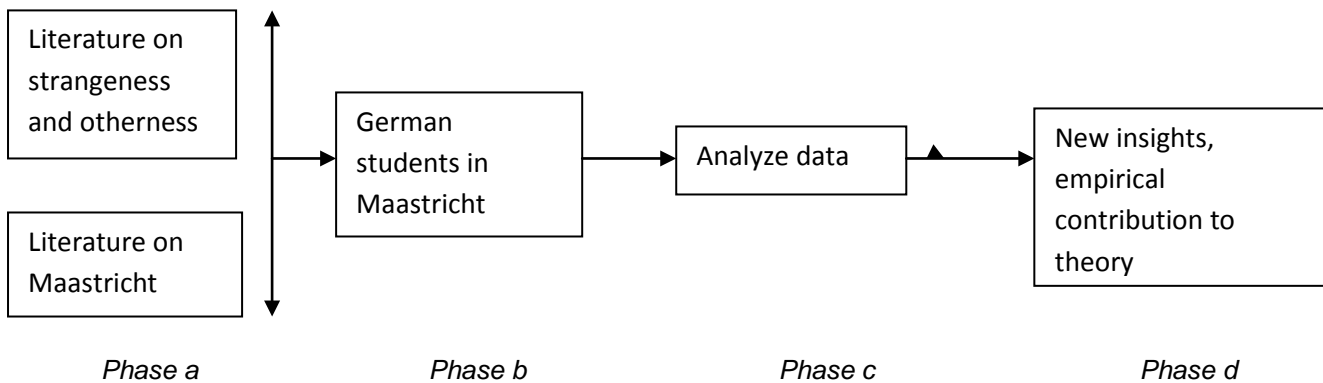 Literature on
strangeness
and otherness
Literature on
Maastricht
German
students in
Maastricht
Analyze data
New insights,
empirical
contribution to
theory
Phase a
Phase b
Phase c
Phase d